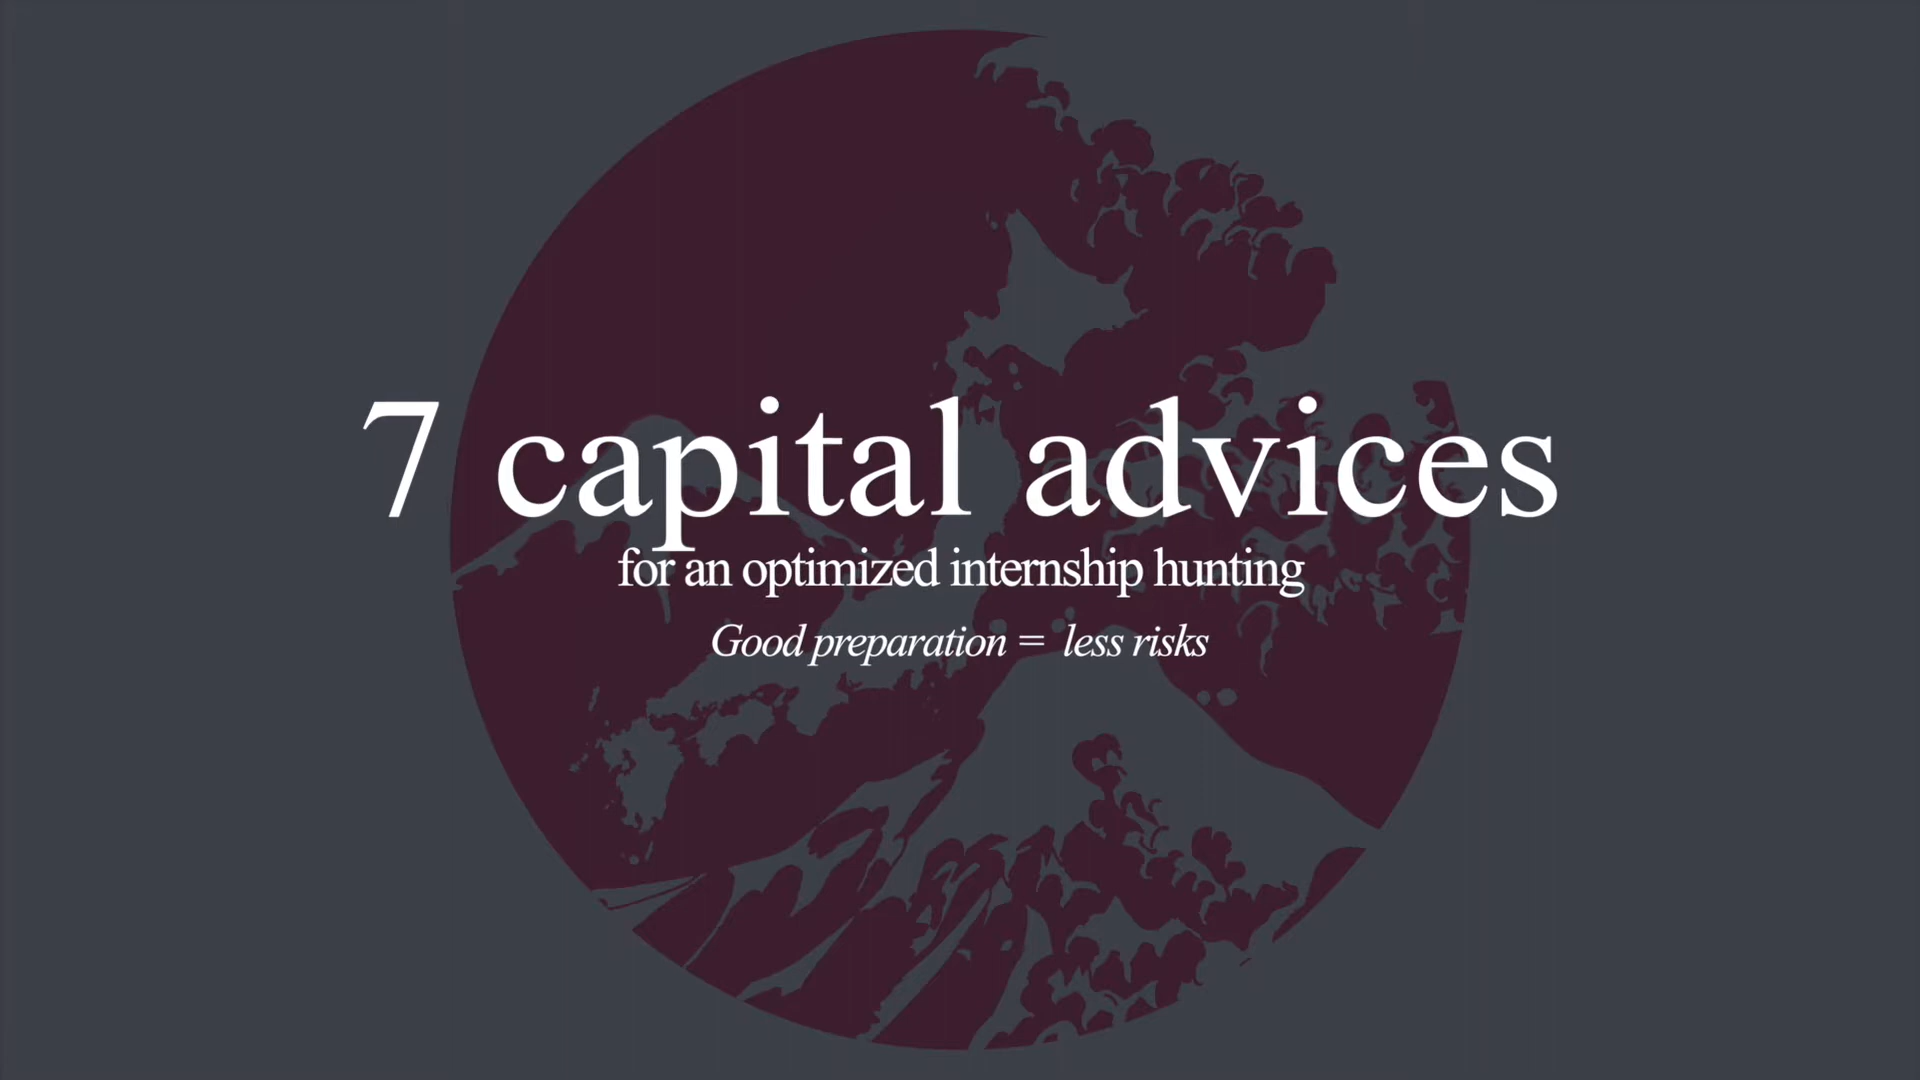 7 capital advices
for an optimized internship hunting
Good preparation = less risks